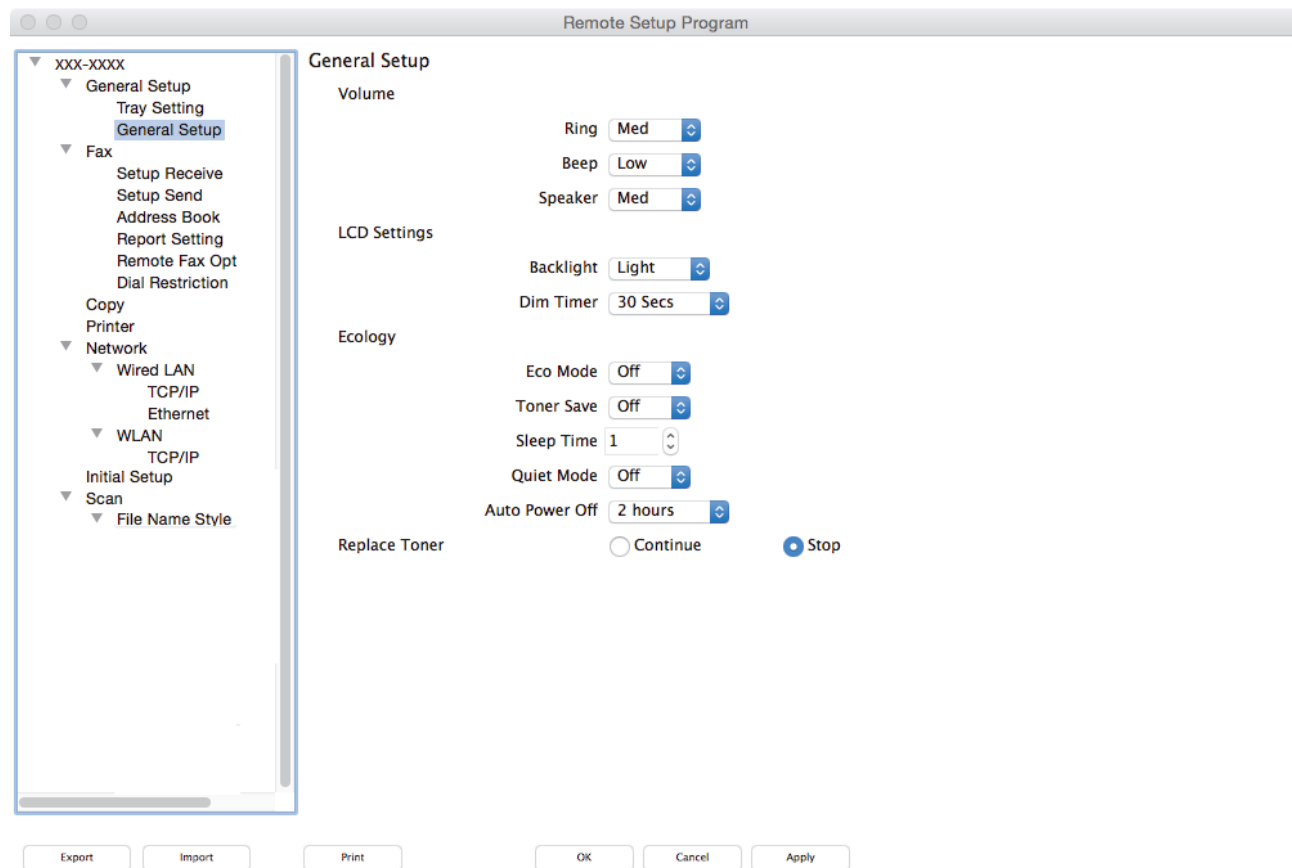 Remote Setup Program
XXX-XXXX
General Setup
Tray Setting
General Setup
Fax
Setup Receive
Setup Send
Address Book
Report Setting
Remote Fax Opt
Dial Restriction
Copy
Printer
Network
Wired LAN
TCP/IP
Ethernet
WLAN
TCP/IP
Initial Setup
Scan
File Name Style
General Setup
Volume
Ring Med
Beep Low
Speaker Med
LCD Settings
Backlight Light
Dim Timer 30 Secs
Ecology
Eco Mode Off
Toner Save Off
Sleep Time 1
Quiet Mode Off
Auto Power Off 2 hours
Replace Toner Continue Stop
Export Import Print OK Cancel Apply